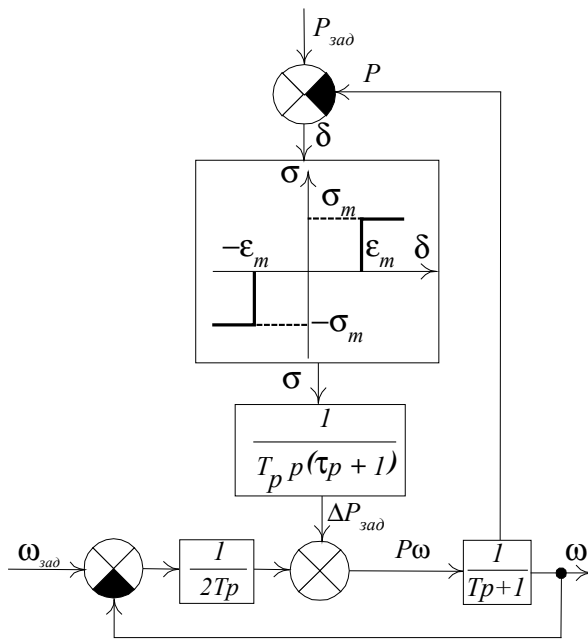 P_зад
P
δ
σ
σ_m
−ε_m
ε_m
δ
−σ_m
σ
1
T_p p(τp + 1)
ΔP_зад
ω_зад
1
2Tp
Pω
1
Tp+1
ω